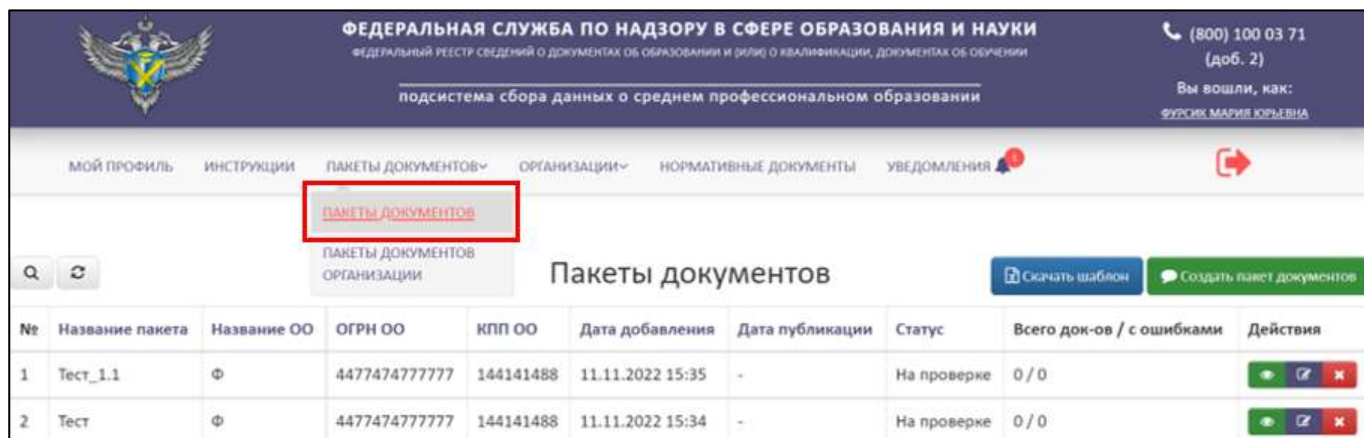 ФЕДЕРАЛЬНАЯ СЛУЖБА ПО НАДЗОРУ В СФЕРЕ ОБРАЗОВАНИЯ И НАУКИ
ФЕДЕРАЛЬНЫЙ РЕЕСТР СВЕДЕНИЙ О ДОКУМЕНТАХ ОБ ОБРАЗОВАНИИ И (ИЛИ) О КВАЛИФИКАЦИИ, ДОКУМЕНТАХ ОБ ОБУЧЕНИИ
подсистема сбора данных о среднем профессиональном образовании
(800) 100 03 71
(доб. 2)
Вы вошли, как:
ФУРСИК МАРИЯ ЮРЬЕВНА
МОЙ ПРОФИЛЬ ИНСТРУКЦИИ ПАКЕТЫ ДОКУМЕНТОВ ОРГАНИЗАЦИИ НОРМАТИВНЫЕ ДОКУМЕНТЫ УВЕДОМЛЕНИЯ
ПАКЕТЫ ДОКУМЕНТОВ
ПАКЕТЫ ДОКУМЕНТОВ
ОРГАНИЗАЦИИ
Пакеты документов
Скачать шаблон Создать пакет документов
№ Название пакета Название ОО ОГРН ОО КПП ОО Дата добавления Дата публикации Статус Всего док-ов / с ошибками Действия
1 Тест_1.1 Ф 4477474777777 144141488 11.11.2022 15:35 - На проверке 0 / 0
2 Тест Ф 4477474777777 144141488 11.11.2022 15:34 - На проверке 0 / 0